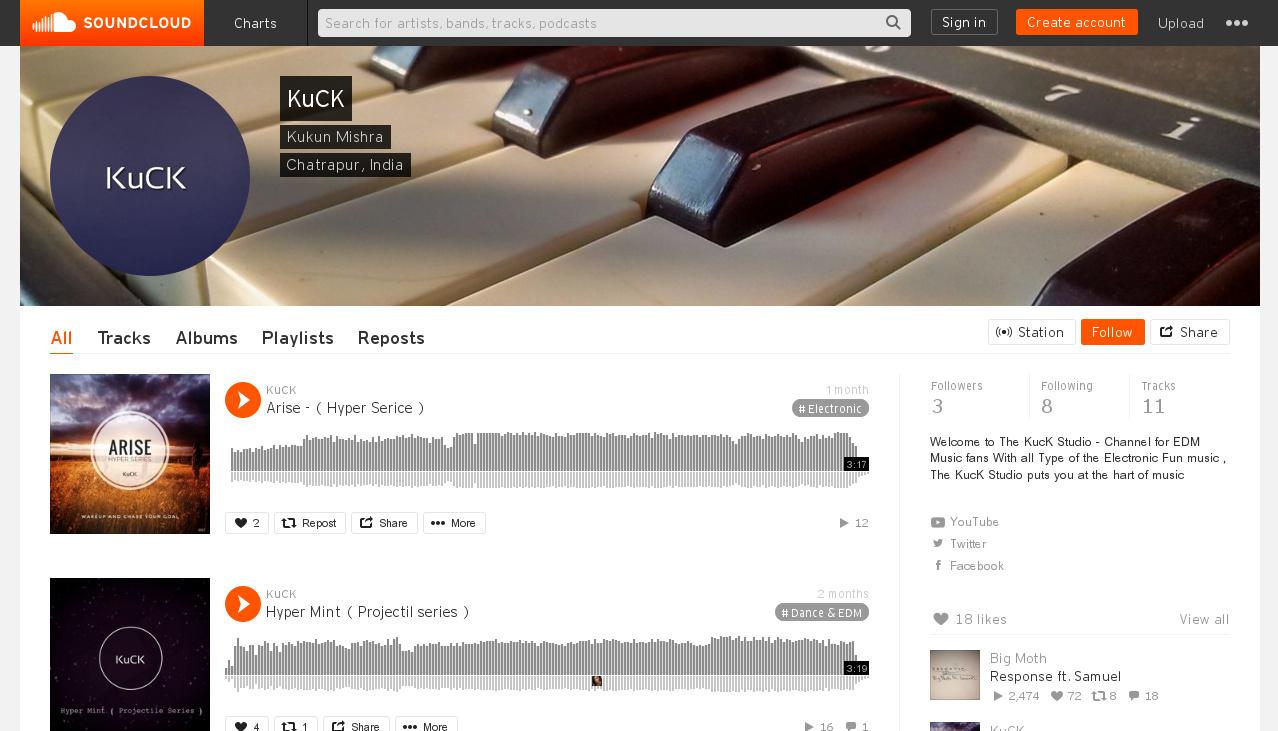 SOUNDCLOUD
Charts
Search for artists, bands, tracks, podcasts
Sign in
Create account
Upload
KuCK
KuCK
Kukun Mishra
Chatrapur, India
All
Tracks
Albums
Playlists
Reposts
Station
Follow
Share
ARISE
HYPER SERIES
KuCK
WAKEUP AND CHASE YOUR GOAL
KuCK
1 month
Arise - ( Hyper Serice )
# Electronic
3:17
2
Repost
Share
More
12
KuCK
Hyper Mint ( Projectile Series )
KuCK
2 months
Hyper Mint ( Projectil series )
# Dance & EDM
3:19
4
1
Share
More
16
1
Followers
3
Following
8
Tracks
11
Welcome to The KucK Studio - Channel for EDM
Music fans With all Type of the Electronic Fun music ,
The KucK Studio puts you at the hart of music
YouTube
Twitter
Facebook
18 likes
View all
Big Moth
Response ft. Samuel
2,474
72
8
18
KuCK